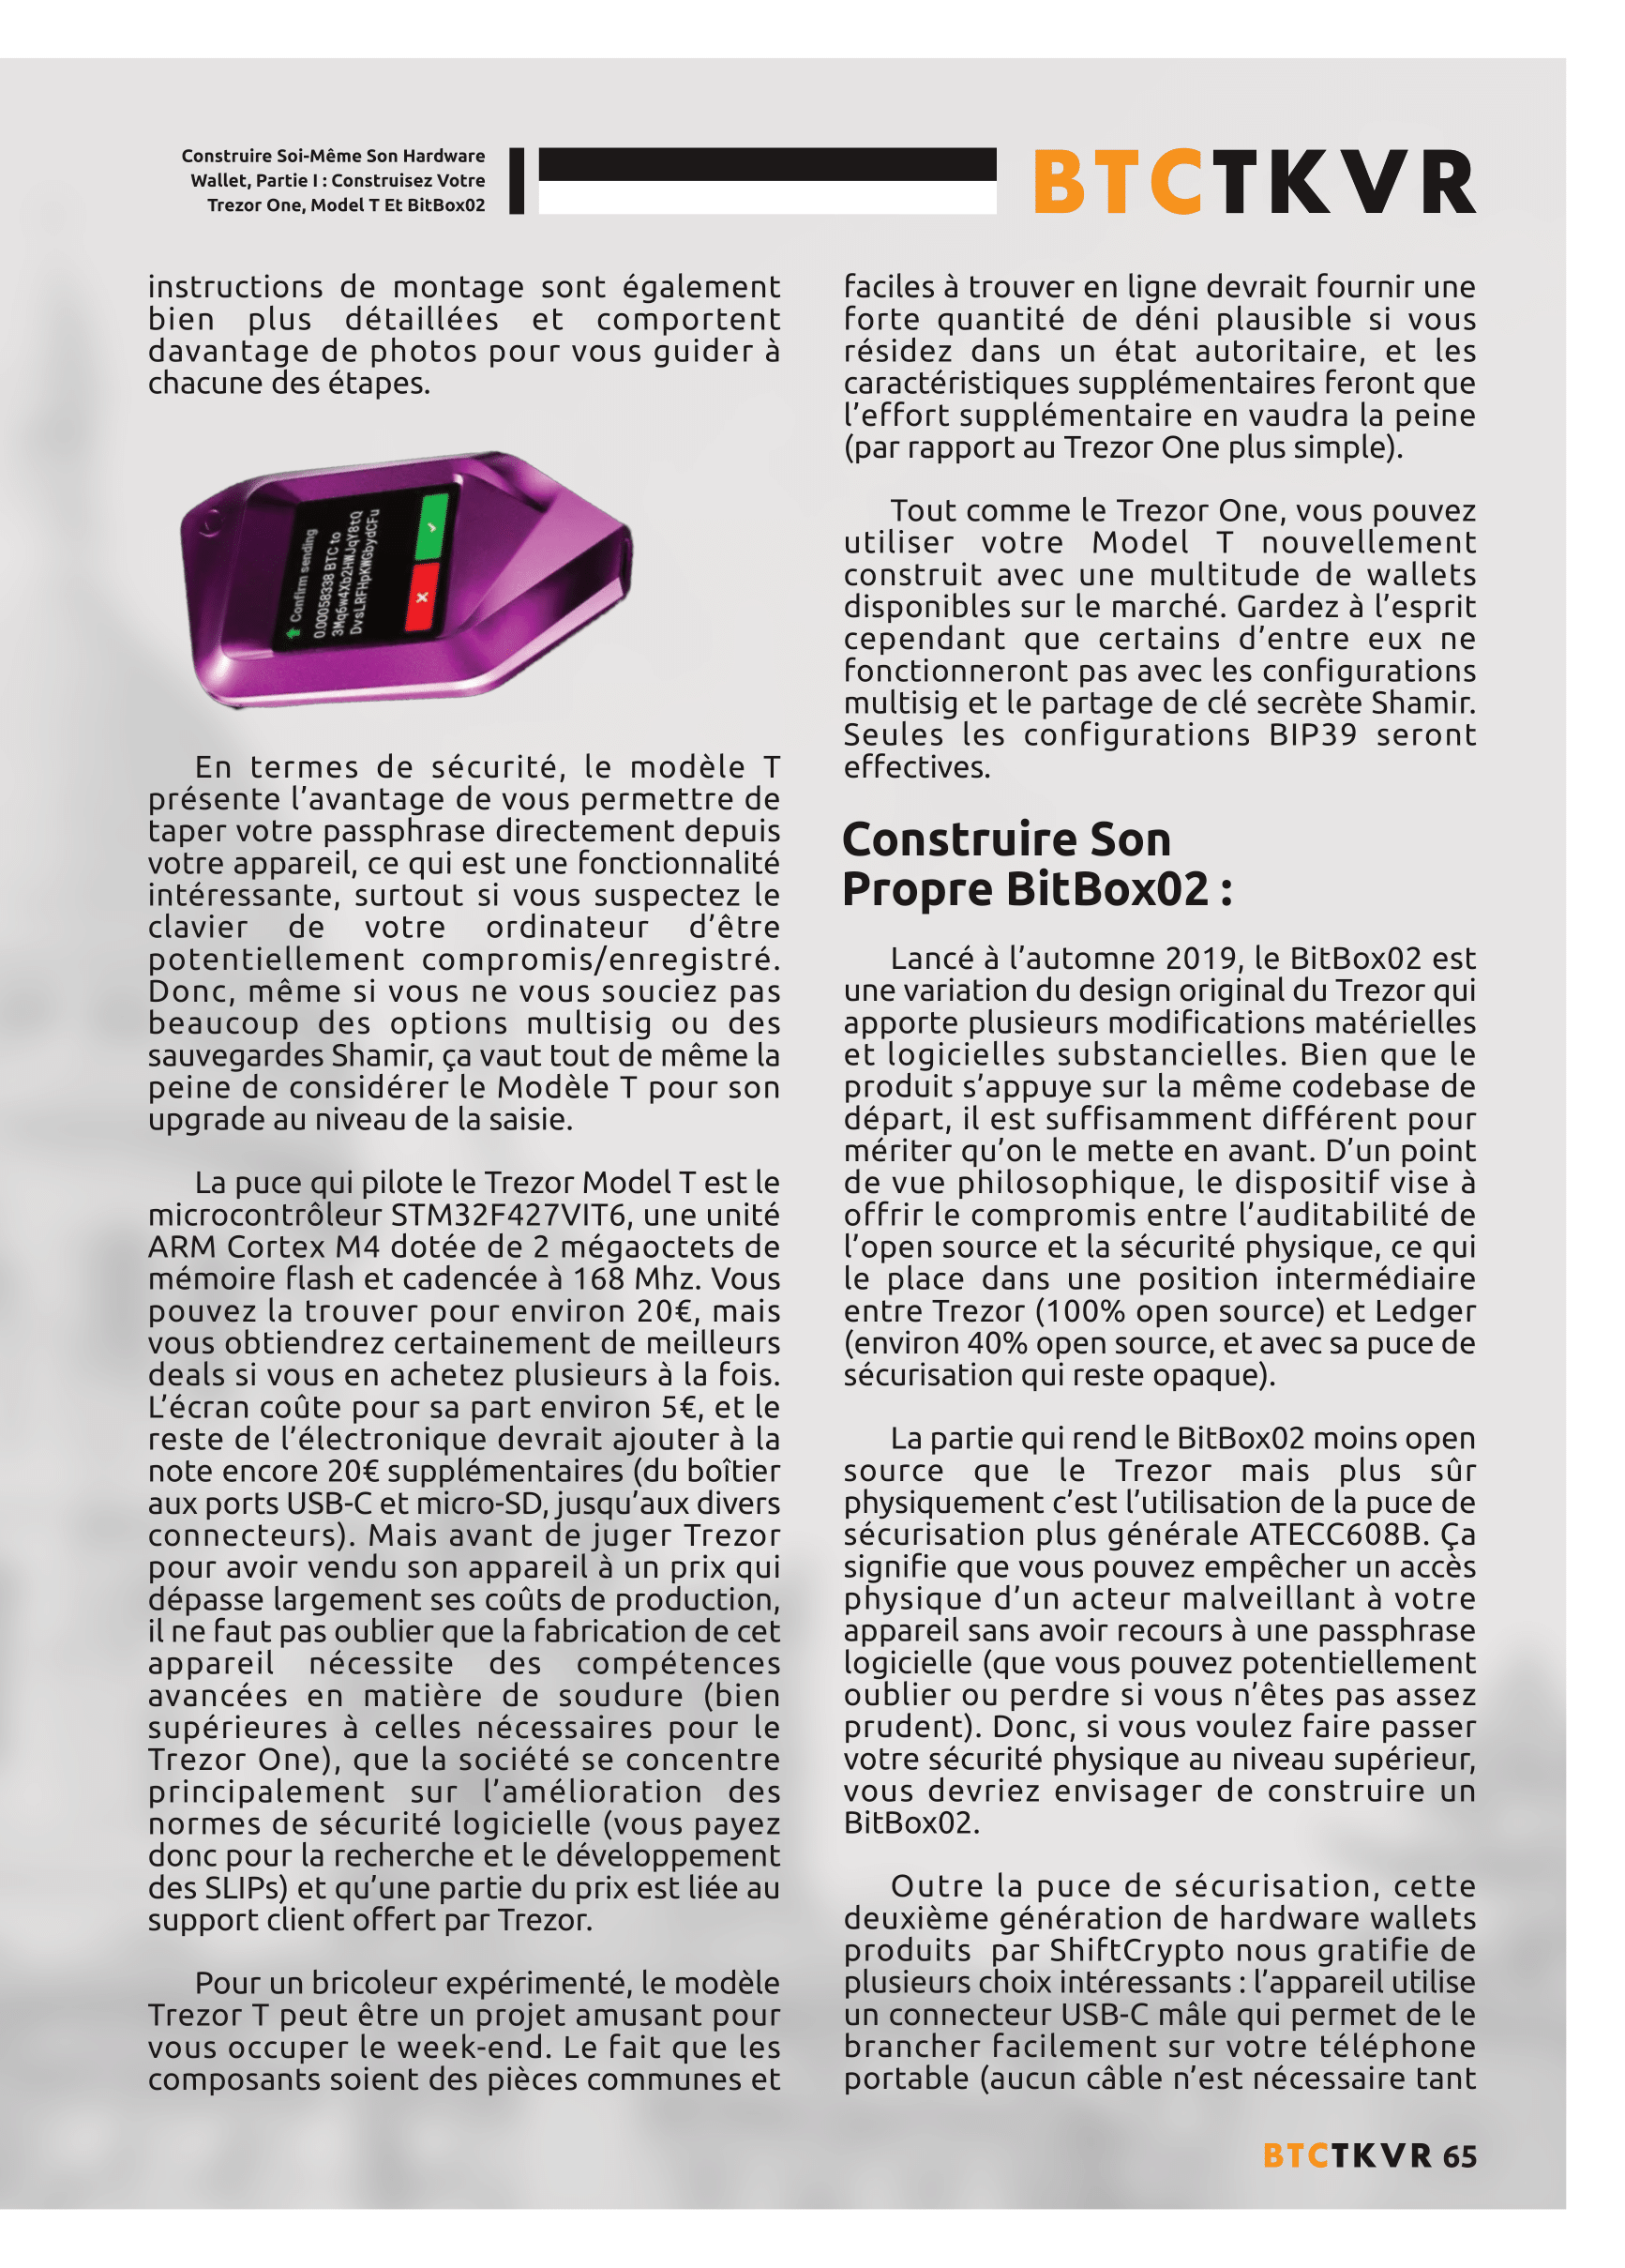 Construire Soi-Même Son Hardware
Wallet, Partie I : Construisez Votre
Trezor One, Model T Et BitBox02
BTCTKVR
instructions de montage sont également
bien plus détaillées et comportent
davantage de photos pour vous guider à
chacune des étapes.
Confirm sending
0.00058338 BTC to
3Mq6w4Xb2HWJqY8tQ
DvsLRFHpKWGbydCFu
En termes de sécurité, le modèle T
présente l’avantage de vous permettre de
taper votre passphrase directement depuis
votre appareil, ce qui est une fonctionnalité
intéressante, surtout si vous suspectez le
clavier de votre ordinateur d’être
potentiellement compromis/enregistré.
Donc, même si vous ne vous souciez pas
beaucoup des options multisig ou des
sauvegardes Shamir, ça vaut tout de même la
peine de considérer le Modèle T pour son
upgrade au niveau de la saisie.
La puce qui pilote le Trezor Model T est le
microcontrôleur STM32F427VIT6, une unité
ARM Cortex M4 dotée de 2 mégaoctets de
mémoire flash et cadencée à 168 Mhz. Vous
pouvez la trouver pour environ 20€, mais
vous obtiendrez certainement de meilleurs
deals si vous en achetez plusieurs à la fois.
L’écran coûte pour sa part environ 5€, et le
reste de l’électronique devrait ajouter à la
note encore 20€ supplémentaires (du boîtier
aux ports USB-C et micro-SD, jusqu’aux divers
connecteurs). Mais avant de juger Trezor
pour avoir vendu son appareil à un prix qui
dépasse largement ses coûts de production,
il ne faut pas oublier que la fabrication de cet
appareil nécessite des compétences
avancées en matière de soudure (bien
supérieures à celles nécessaires pour le
Trezor One), que la société se concentre
principalement sur l’amélioration des
normes de sécurité logicielle (vous payez
donc pour la recherche et le développement
des SLIPs) et qu’une partie du prix est liée au
support client offert par Trezor.
Pour un bricoleur expérimenté, le modèle
Trezor T peut être un projet amusant pour
vous occuper le week-end. Le fait que les
composants soient des pièces communes et
faciles à trouver en ligne devrait fournir une
forte quantité de déni plausible si vous
résidez dans un état autoritaire, et les
caractéristiques supplémentaires feront que
l’effort supplémentaire en vaudra la peine
(par rapport au Trezor One plus simple).
Tout comme le Trezor One, vous pouvez
utiliser votre Model T nouvellement
construit avec une multitude de wallets
disponibles sur le marché. Gardez à l’esprit
cependant que certains d’entre eux ne
fonctionneront pas avec les configurations
multisig et le partage de clé secrète Shamir.
Seules les configurations BIP39 seront
effectives.
Construire Son
Propre BitBox02 :
Lancé à l’automne 2019, le BitBox02 est
une variation du design original du Trezor qui
apporte plusieurs modifications matérielles
et logicielles substancielles. Bien que le
produit s’appuye sur la même codebase de
départ, il est suffisamment différent pour
mériter qu’on le mette en avant. D’un point
de vue philosophique, le dispositif vise à
offrir le compromis entre l’auditabilité de
l’open source et la sécurité physique, ce qui
le place dans une position intermédiaire
entre Trezor (100% open source) et Ledger
(environ 40% open source, et avec sa puce de
sécurisation qui reste opaque).
La partie qui rend le BitBox02 moins open
source que le Trezor mais plus sûr
physiquement c’est l’utilisation de la puce de
sécurisation plus générale ATECC608B. Ça
signifie que vous pouvez empêcher un accès
physique d’un acteur malveillant à votre
appareil sans avoir recours à une passphrase
logicielle (que vous pouvez potentiellement
oublier ou perdre si vous n’êtes pas assez
prudent). Donc, si vous voulez faire passer
votre sécurité physique au niveau supérieur,
vous devriez envisager de construire un
BitBox02.
Outre la puce de sécurisation, cette
deuxième génération de hardware wallets
produits par ShiftCrypto nous gratifie de
plusieurs choix intéressants : l’appareil utilise
un connecteur USB-C mâle qui permet de le
brancher facilement sur votre téléphone
portable (aucun câble n’est nécessaire tant
BTCTKVR 65